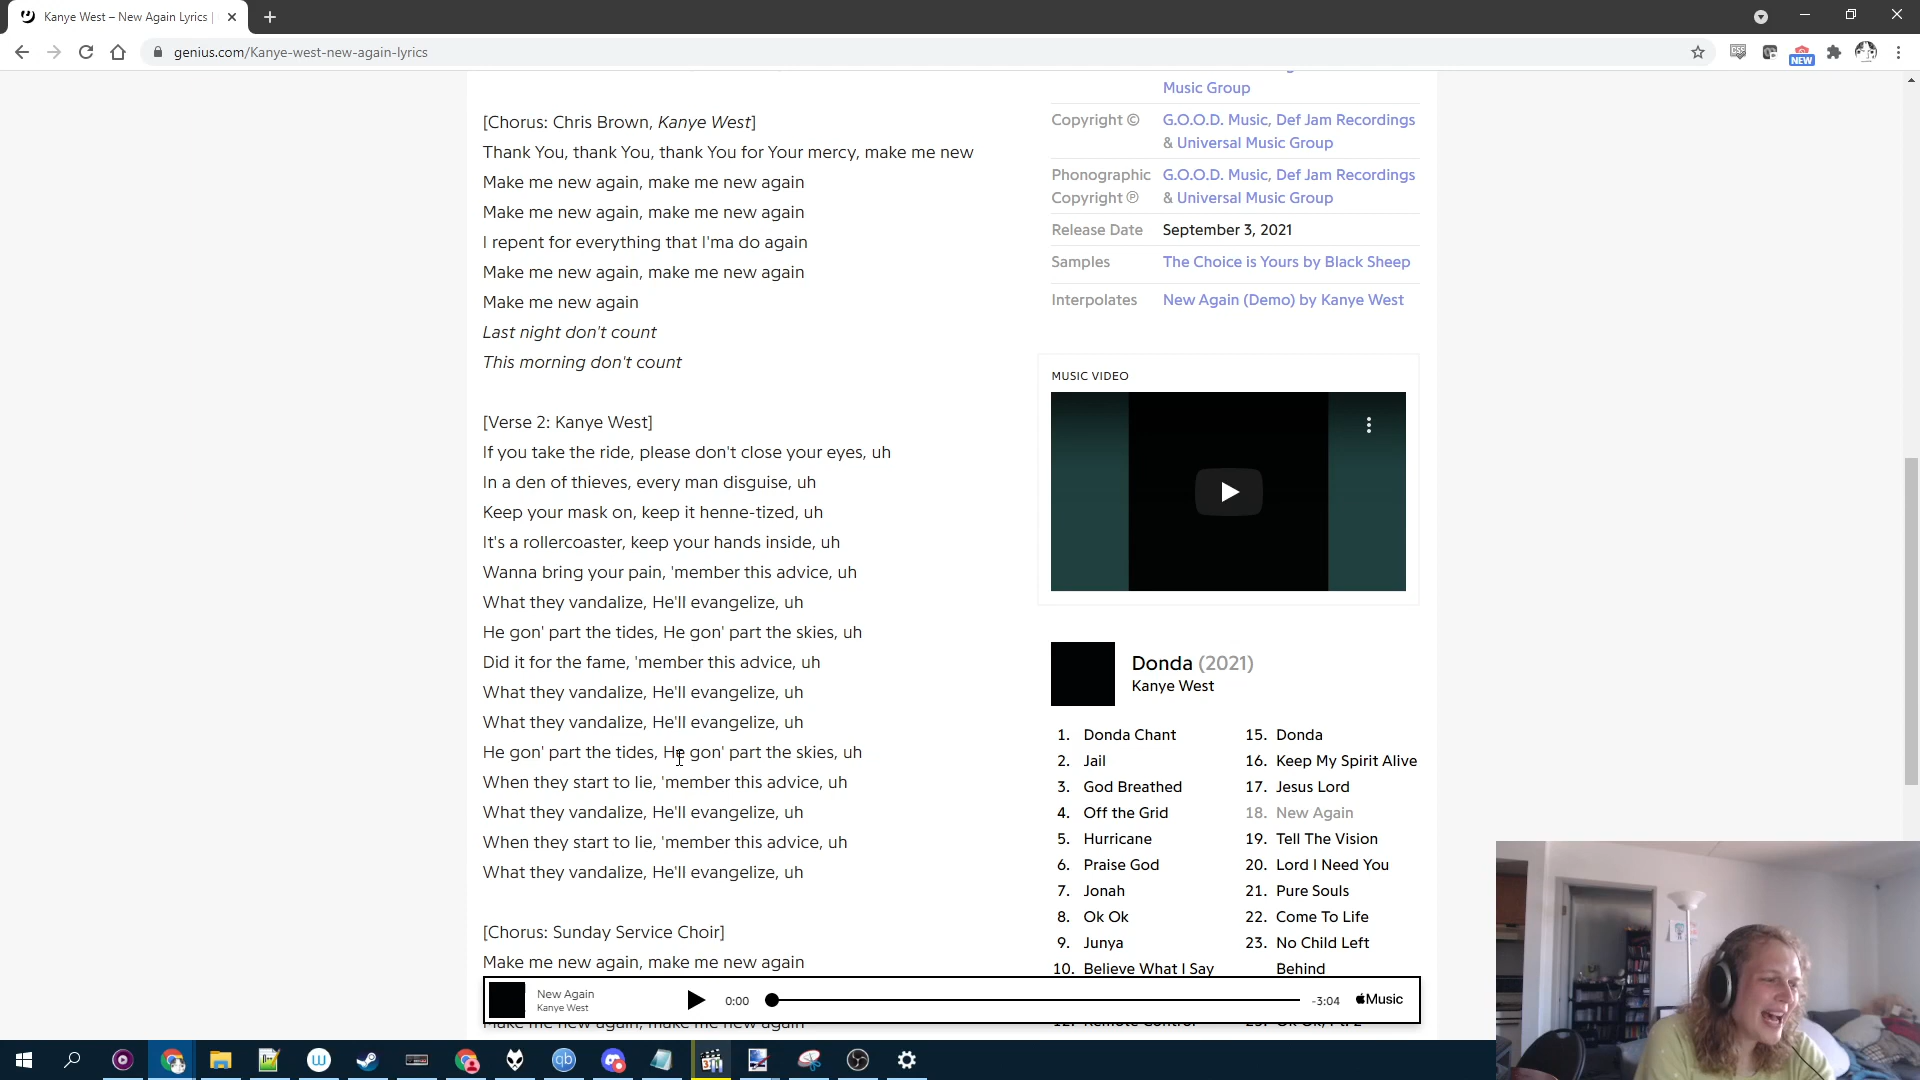 Kanye West – New Again Lyrics |
genius.com/Kanye-west-new-again-lyrics
NEW
[Chorus: Chris Brown, Kanye West]
Thank You, thank You, thank You for Your mercy, make me new
Make me new again, make me new again
Make me new again, make me new again
I repent for everything that I'ma do again
Make me new again, make me new again
Make me new again
Last night don't count
This morning don't count
[Verse 2: Kanye West]
If you take the ride, please don't close your eyes, uh
In a den of thieves, every man disguise, uh
Keep your mask on, keep it henne-tized, uh
It's a rollercoaster, keep your hands inside, uh
Wanna bring your pain, 'member this advice, uh
What they vandalize, He'll evangelize, uh
He gon' part the tides, He gon' part the skies, uh
Did it for the fame, 'member this advice, uh
What they vandalize, He'll evangelize, uh
What they vandalize, He'll evangelize, uh
He gon' part the tides, He gon' part the skies, uh
When they start to lie, 'member this advice, uh
What they vandalize, He'll evangelize, uh
When they start to lie, 'member this advice, uh
What they vandalize, He'll evangelize, uh
[Chorus: Sunday Service Choir]
Make me new again, make me new again
Make me new again, make me new again
Music Group
Copyright © G.O.O.D. Music, Def Jam Recordings
& Universal Music Group
Phonographic G.O.O.D. Music, Def Jam Recordings
Copyright ℗ & Universal Music Group
Release Date September 3, 2021
Samples The Choice is Yours by Black Sheep
Interpolates New Again (Demo) by Kanye West
MUSIC VIDEO
Donda (2021)
Kanye West
1. Donda Chant
2. Jail
3. God Breathed
4. Off the Grid
5. Hurricane
6. Praise God
7. Jonah
8. Ok Ok
9. Junya
10. Believe What I Say
12. Remote Control
15. Donda
16. Keep My Spirit Alive
17. Jesus Lord
18. New Again
19. Tell The Vision
20. Lord I Need You
21. Pure Souls
22. Come To Life
23. No Child Left
Behind
25. Ok Ok, Pt. 2
New Again
Kanye West
0:00
-3:04
Music